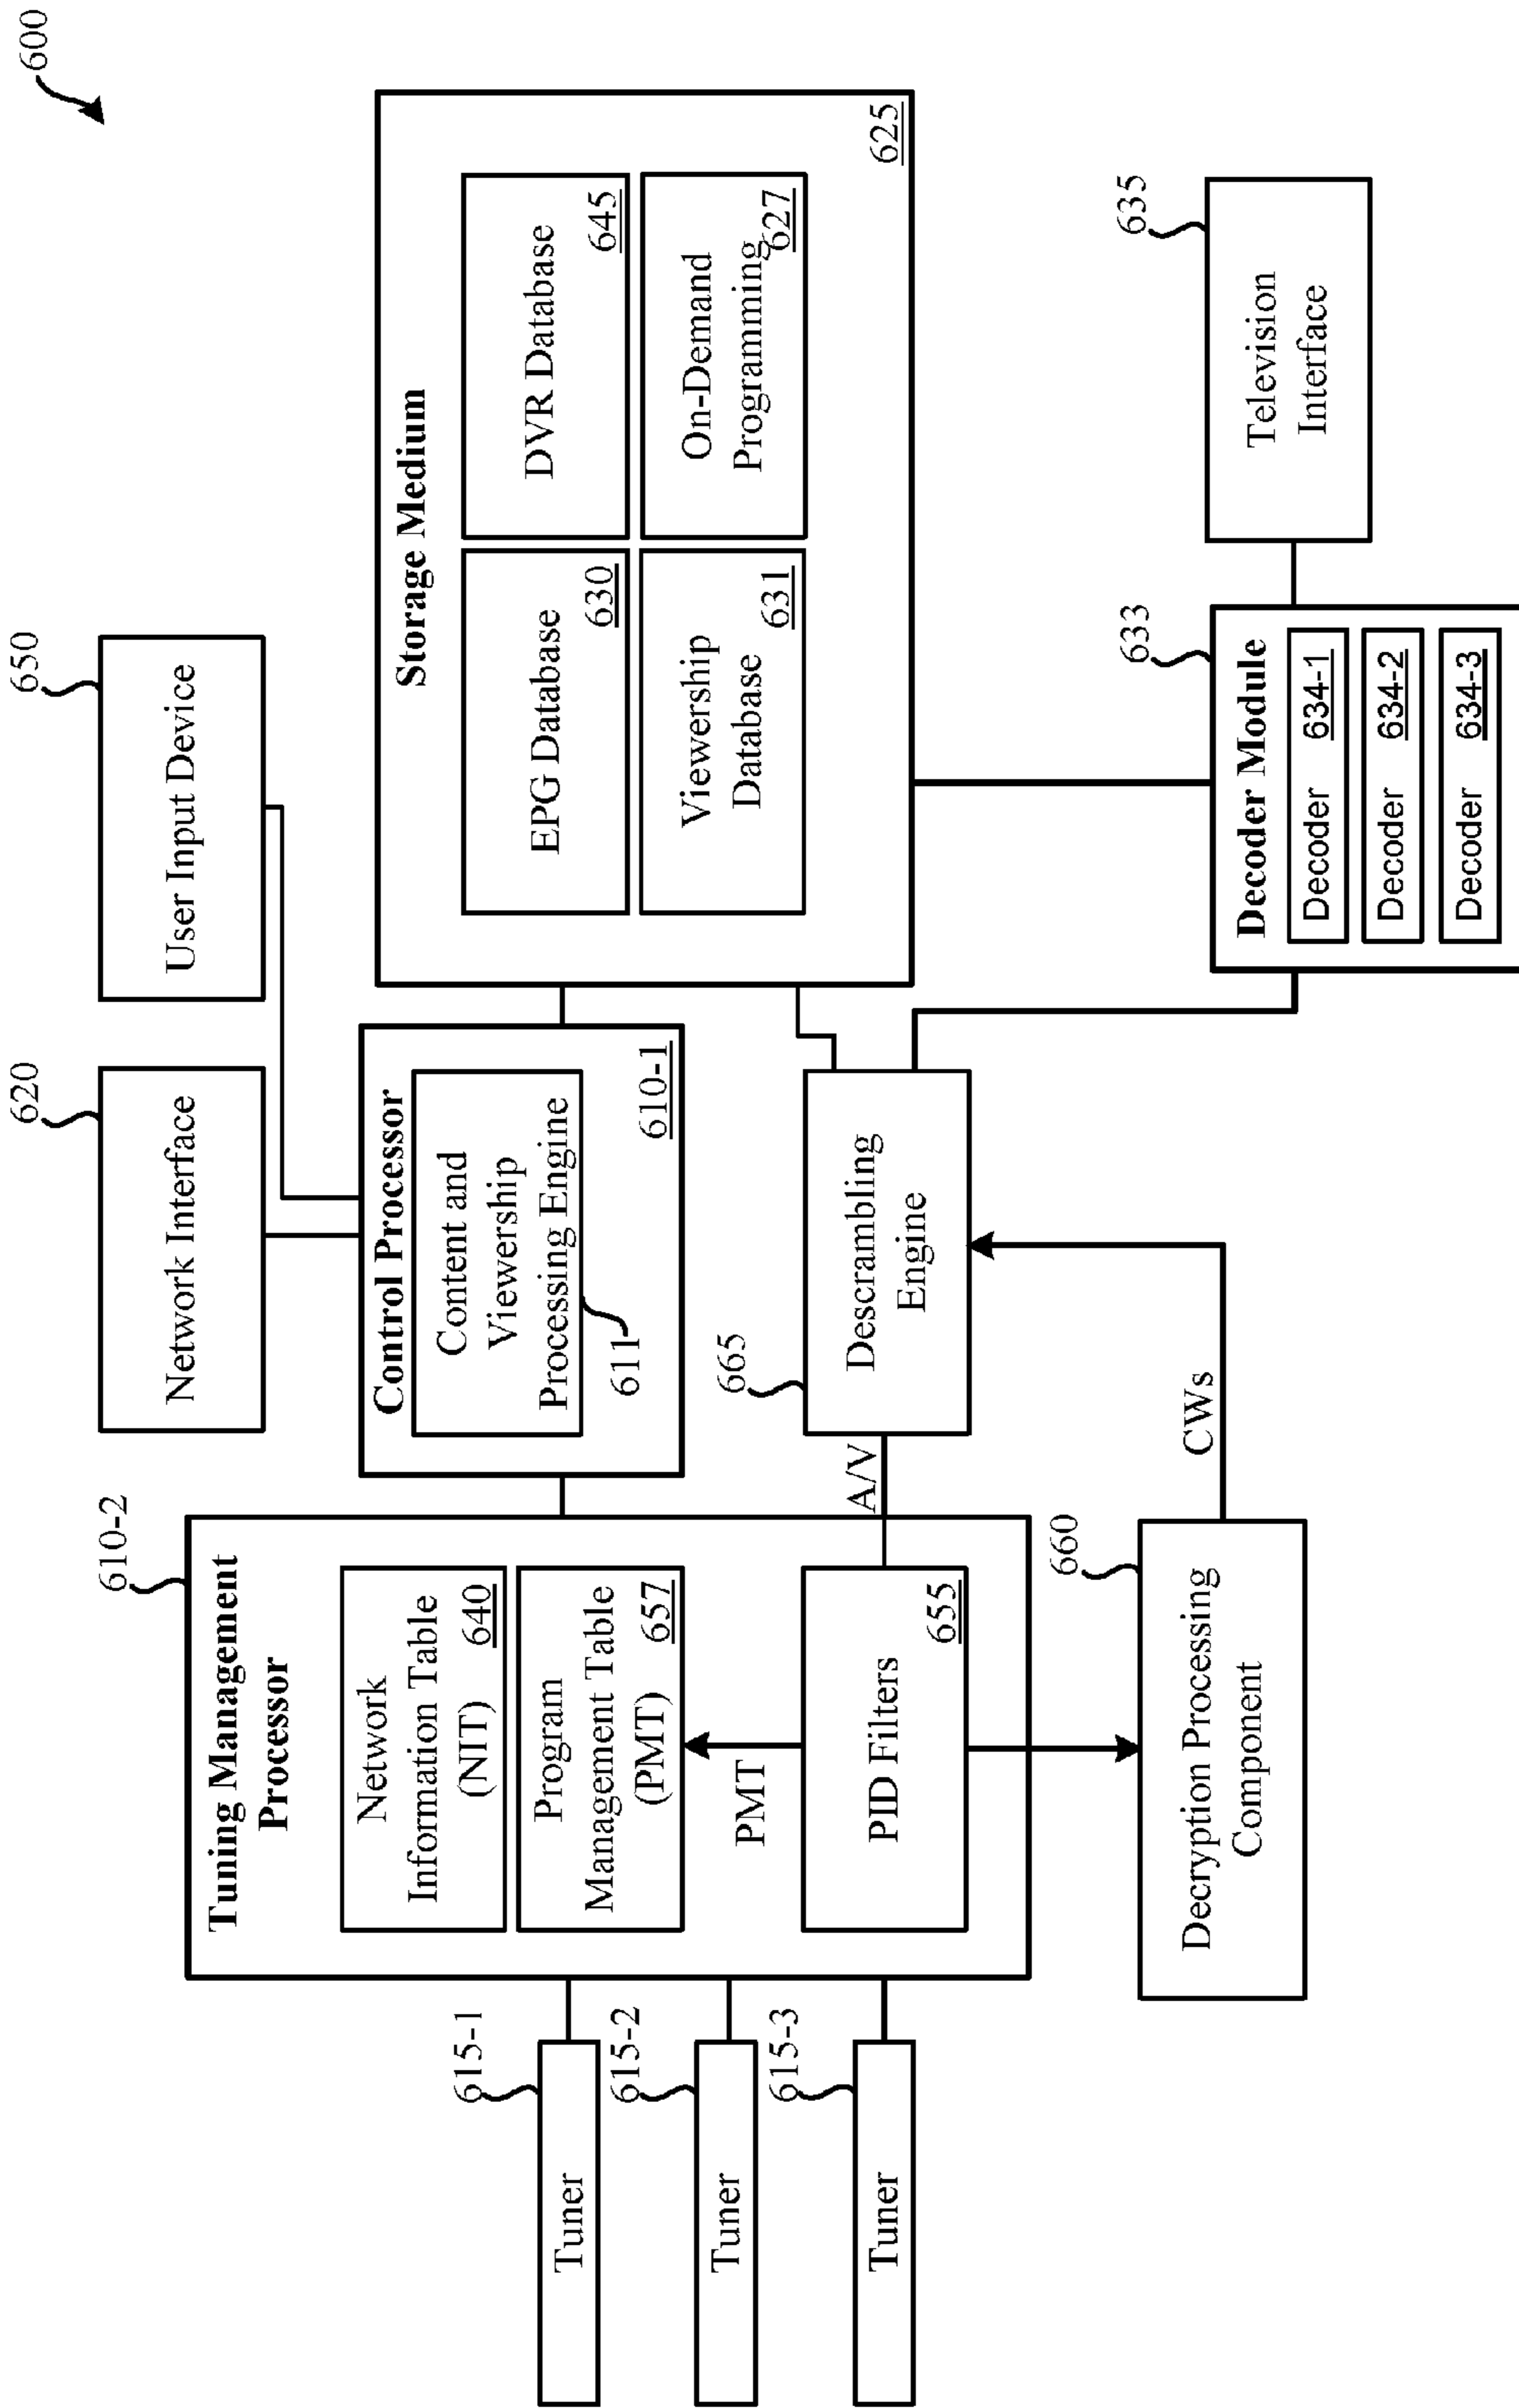 600
650
User Input Device
620
Network Interface
610-2
Tuning Management
Processor
Network
Information Table
(NIT)
640
Program
Management Table
(PMT)
657
PMT
PID Filters
655
Control Processor
Content and
Viewership
Processing Engine
611
610-1
Storage Medium
EPG Database
630
DVR Database
645
Viewership
Database
631
On-Demand
Programming
627
625
615-1
Tuner
615-2
Tuner
615-3
Tuner
A/V
665
Descrambling
Engine
660
Decryption Processing
Component
CWs
633
Decoder Module
Decoder 634-1
Decoder 634-2
Decoder 634-3
635
Television
Interface